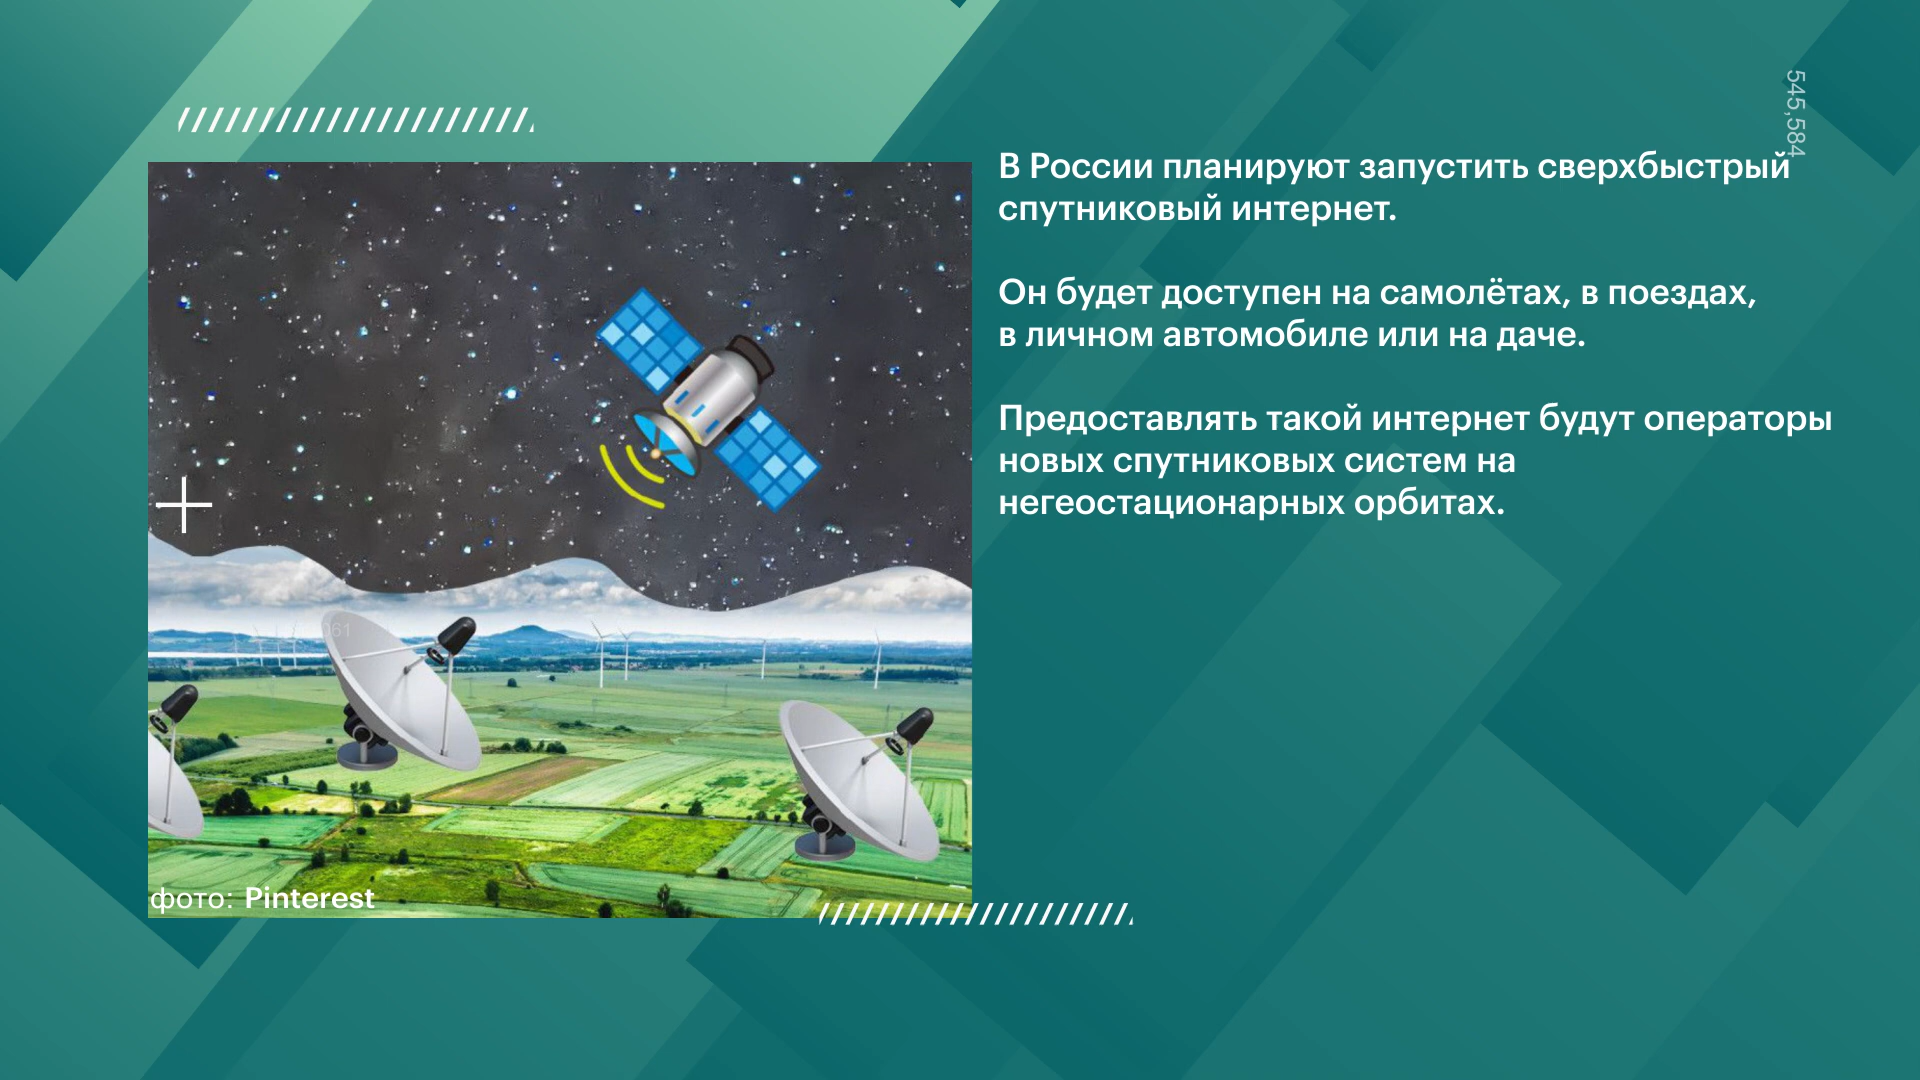 545,584
В России планируют запустить сверхбыстрый
спутниковый интернет.
Он будет доступен на самолётах, в поездах,
в личном автомобиле или на даче.
Предоставлять такой интернет будут операторы
новых спутниковых систем на
негеостационарных орбитах.
061
фото: Pinterest